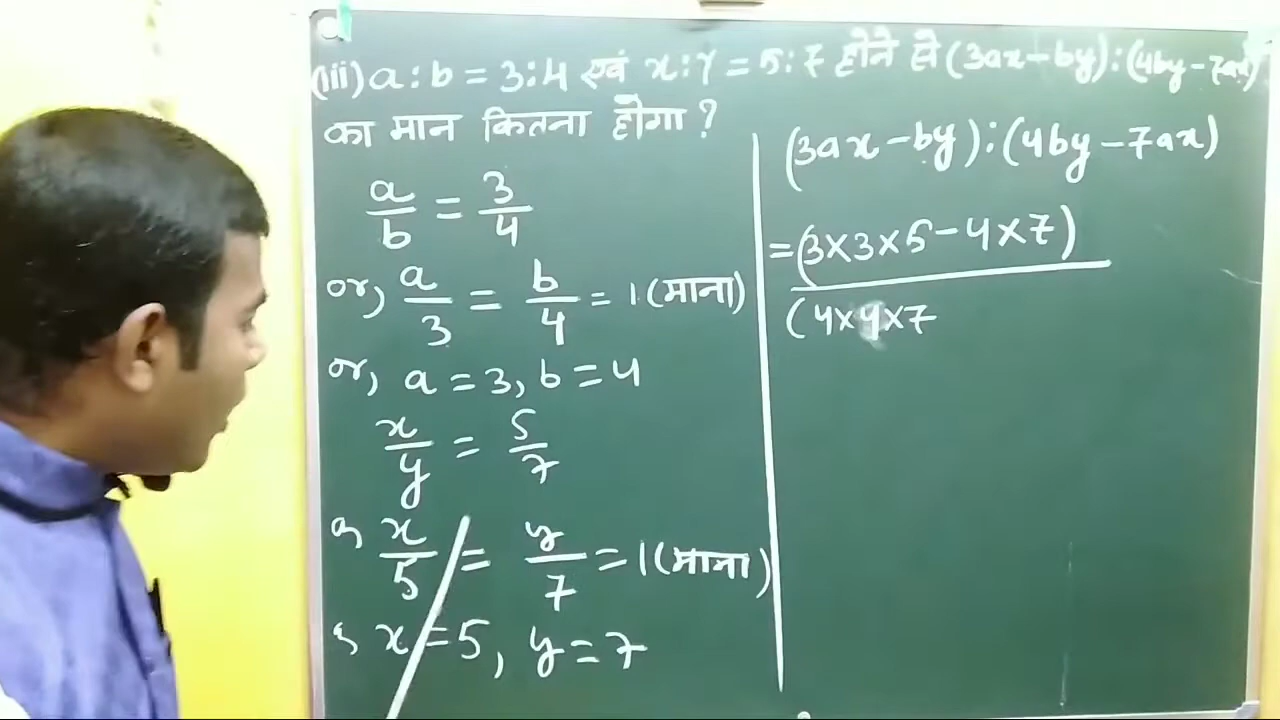 (iii) a : b = 3 : 4 एवं x : y = 5 : 7 होने से (3ax - by) : (4by - 7ax)
का मान कितना होगा ?
a/b = 3/4
or, a/3 = b/4 = 1 (माना)
or, a = 3, b = 4
x/y = 5/7
or x/5 = y/7 = 1 (माना)
or x = 5, y = 7
(3ax - by) : (4by - 7ax)
= (3×3×5 - 4×7)
(4×4×7